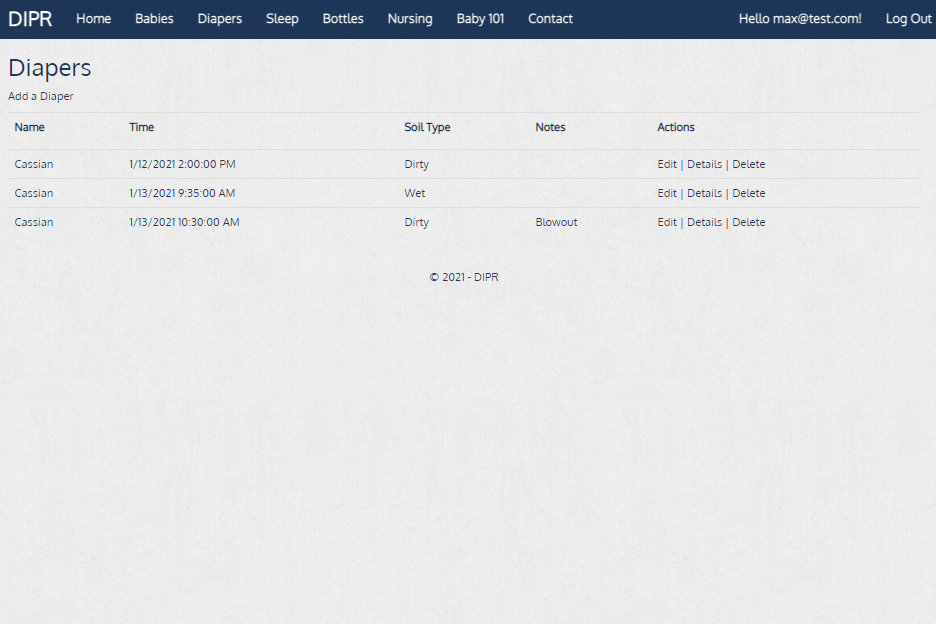 DIPR Home Babies Diapers Sleep Bottles Nursing Baby 101 Contact Hello max@test.com! Log Out
Diapers
Add a Diaper
Name Time Soil Type Notes Actions
Cassian 1/12/2021 2:00:00 PM Dirty Edit | Details | Delete
Cassian 1/13/2021 9:35:00 AM Wet Edit | Details | Delete
Cassian 1/13/2021 10:30:00 AM Dirty Blowout Edit | Details | Delete
© 2021 - DIPR